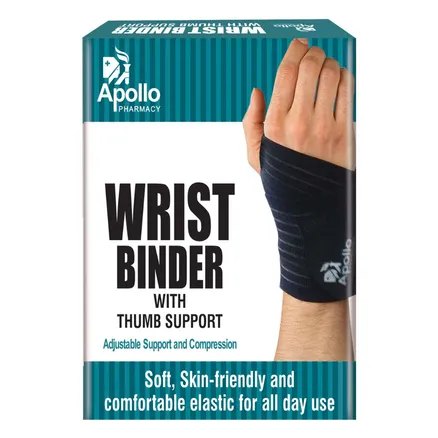 WRIST BINDER
WITH THUMB SUPPORT
Apollo
PHARMACY
WRIST
BINDER
WITH
THUMB SUPPORT
Adjustable Support and Compression
Apollo
Soft, Skin-friendly and
comfortable elastic for all day use